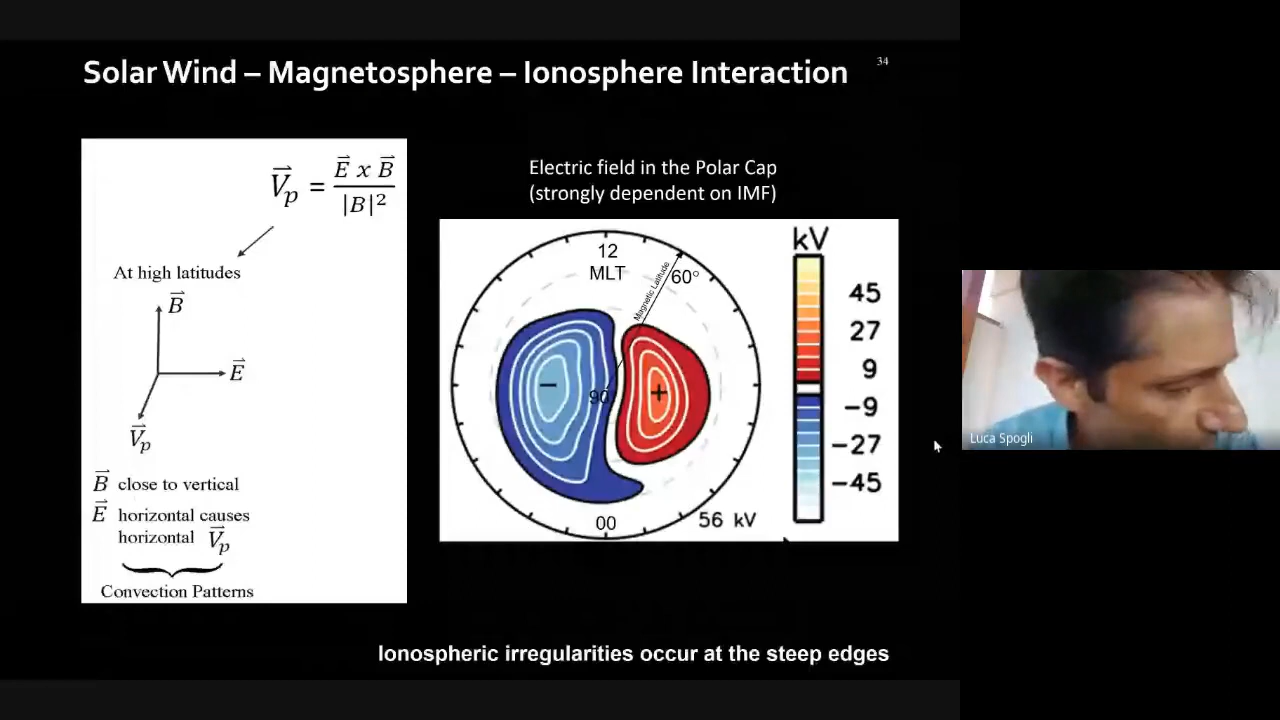 Solar Wind – Magnetosphere – Ionosphere Interaction
34
V⃗p = E⃗ x B⃗ / |B|²
At high latitudes
B⃗
E⃗
V⃗p
B⃗ close to vertical
E⃗ horizontal causes
horizontal V⃗p
Convection Patterns
Electric field in the Polar Cap
(strongly dependent on IMF)
12
MLT
Magnetic Latitude
60°
−
90
+
00
56 kV
kV
45
27
9
−9
−27
−45
Luca Spogli
Ionospheric irregularities occur at the steep edges